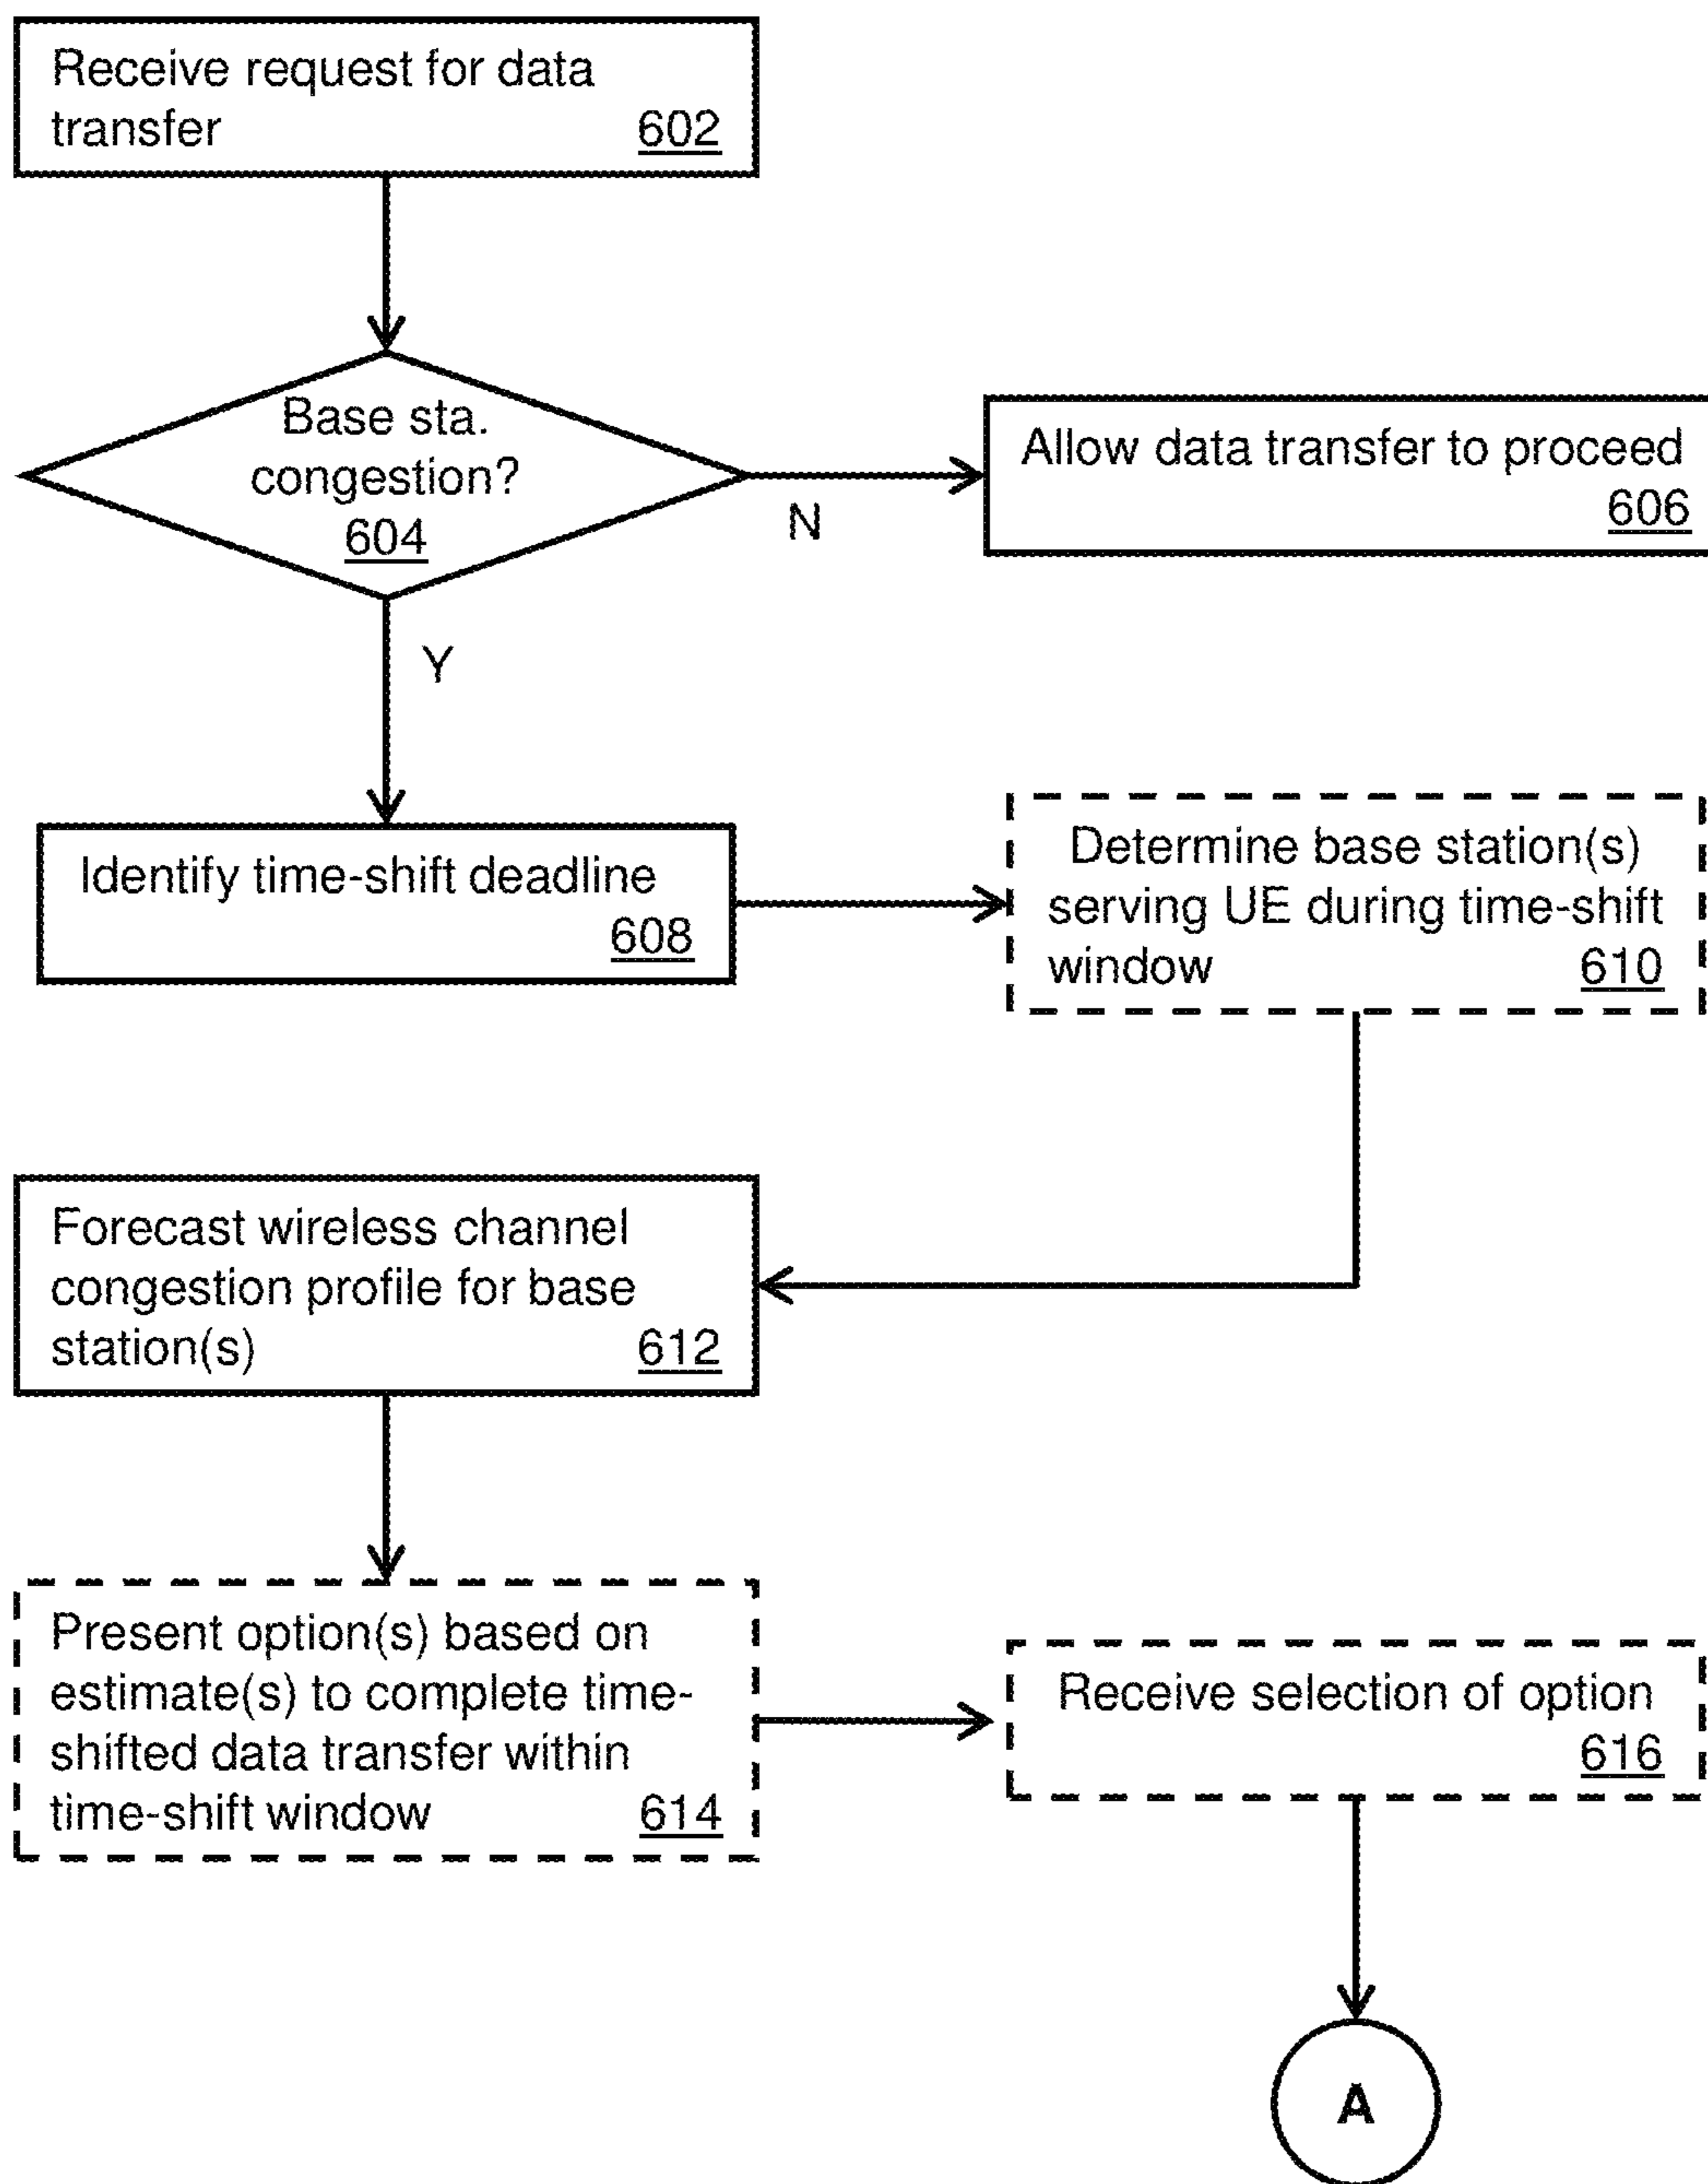 Receive request for data
transfer 602
Base sta.
congestion?
604
N
Allow data transfer to proceed
606
Y
Identify time-shift deadline
608
Determine base station(s)
serving UE during time-shift
window 610
Forecast wireless channel
congestion profile for base
station(s) 612
Present option(s) based on
estimate(s) to complete time-
shifted data transfer within
time-shift window 614
Receive selection of option
616
A